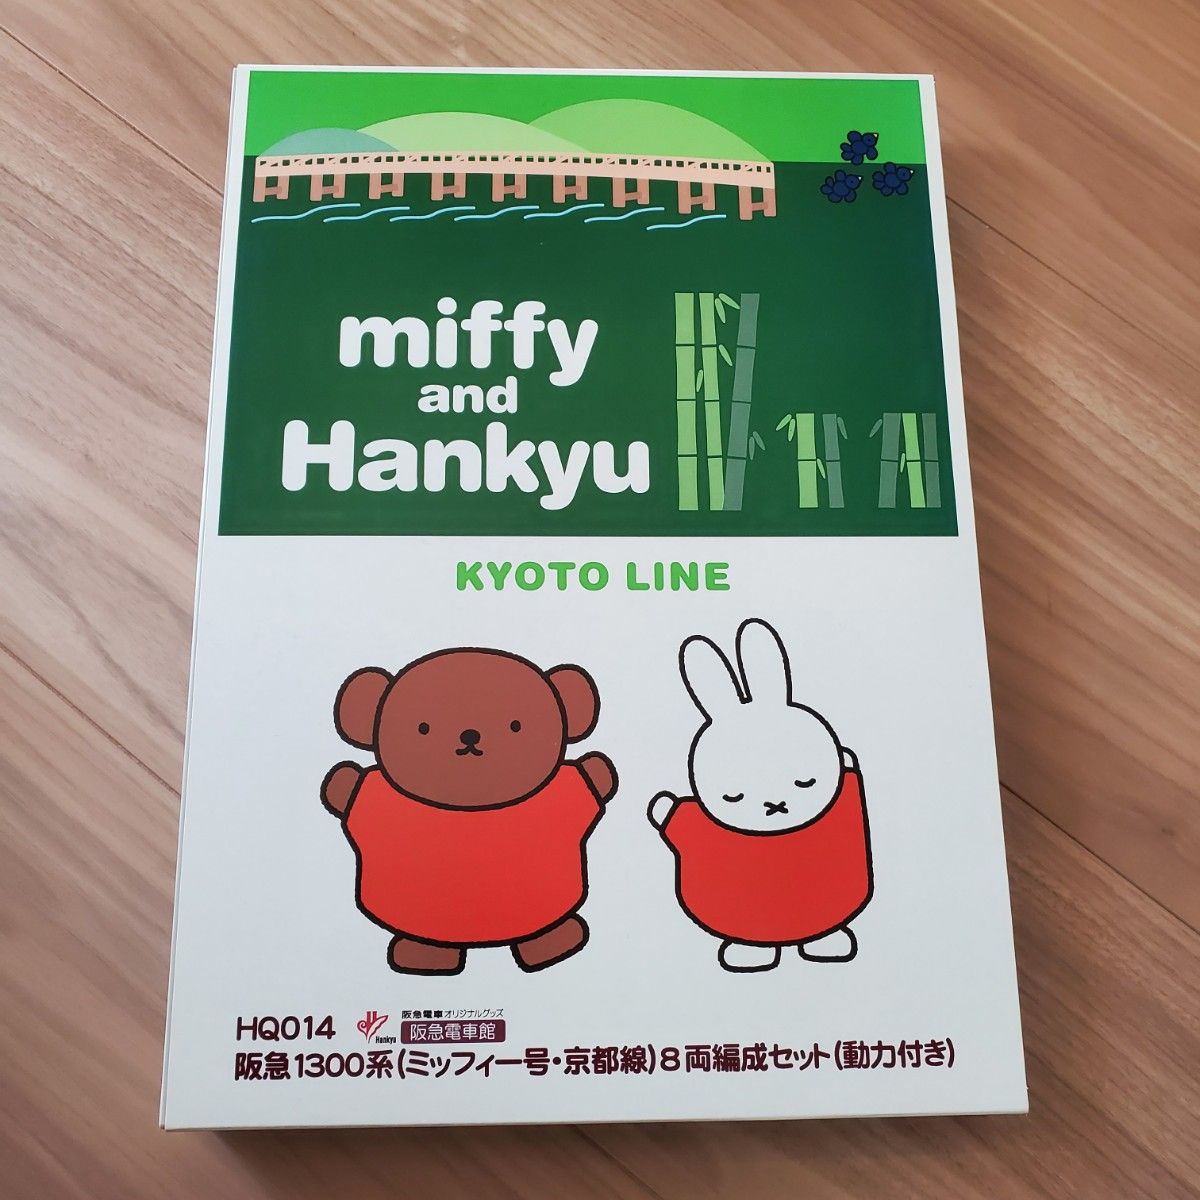 miffy
and
Hankyu
KYOTO LINE
HQ014 Hankyu 阪急電車オリジナルグッズ
阪急電車館
阪急1300系(ミッフィー号・京都線)8両編成セット(動力付き)